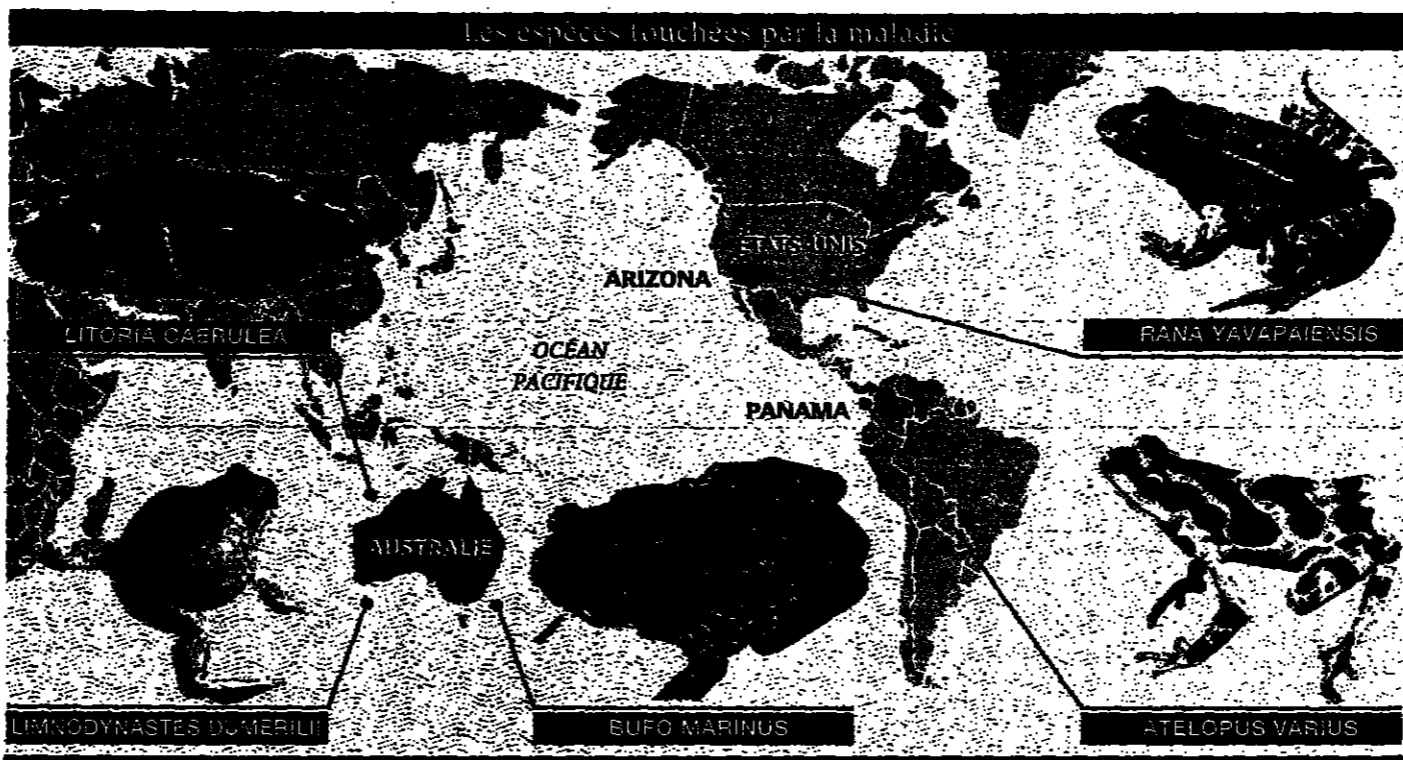 Les espèces touchées par la maladie
ÉTATS-UNIS
ARIZONA
LITORIA CAERULEA
RANA YAVAPAIENSIS
OCÉAN
PACIFIQUE
PANAMA
AUSTRALIE
LIMNODYNASTES DUMERILII
BUFO MARINUS
ATELOPUS VARIUS